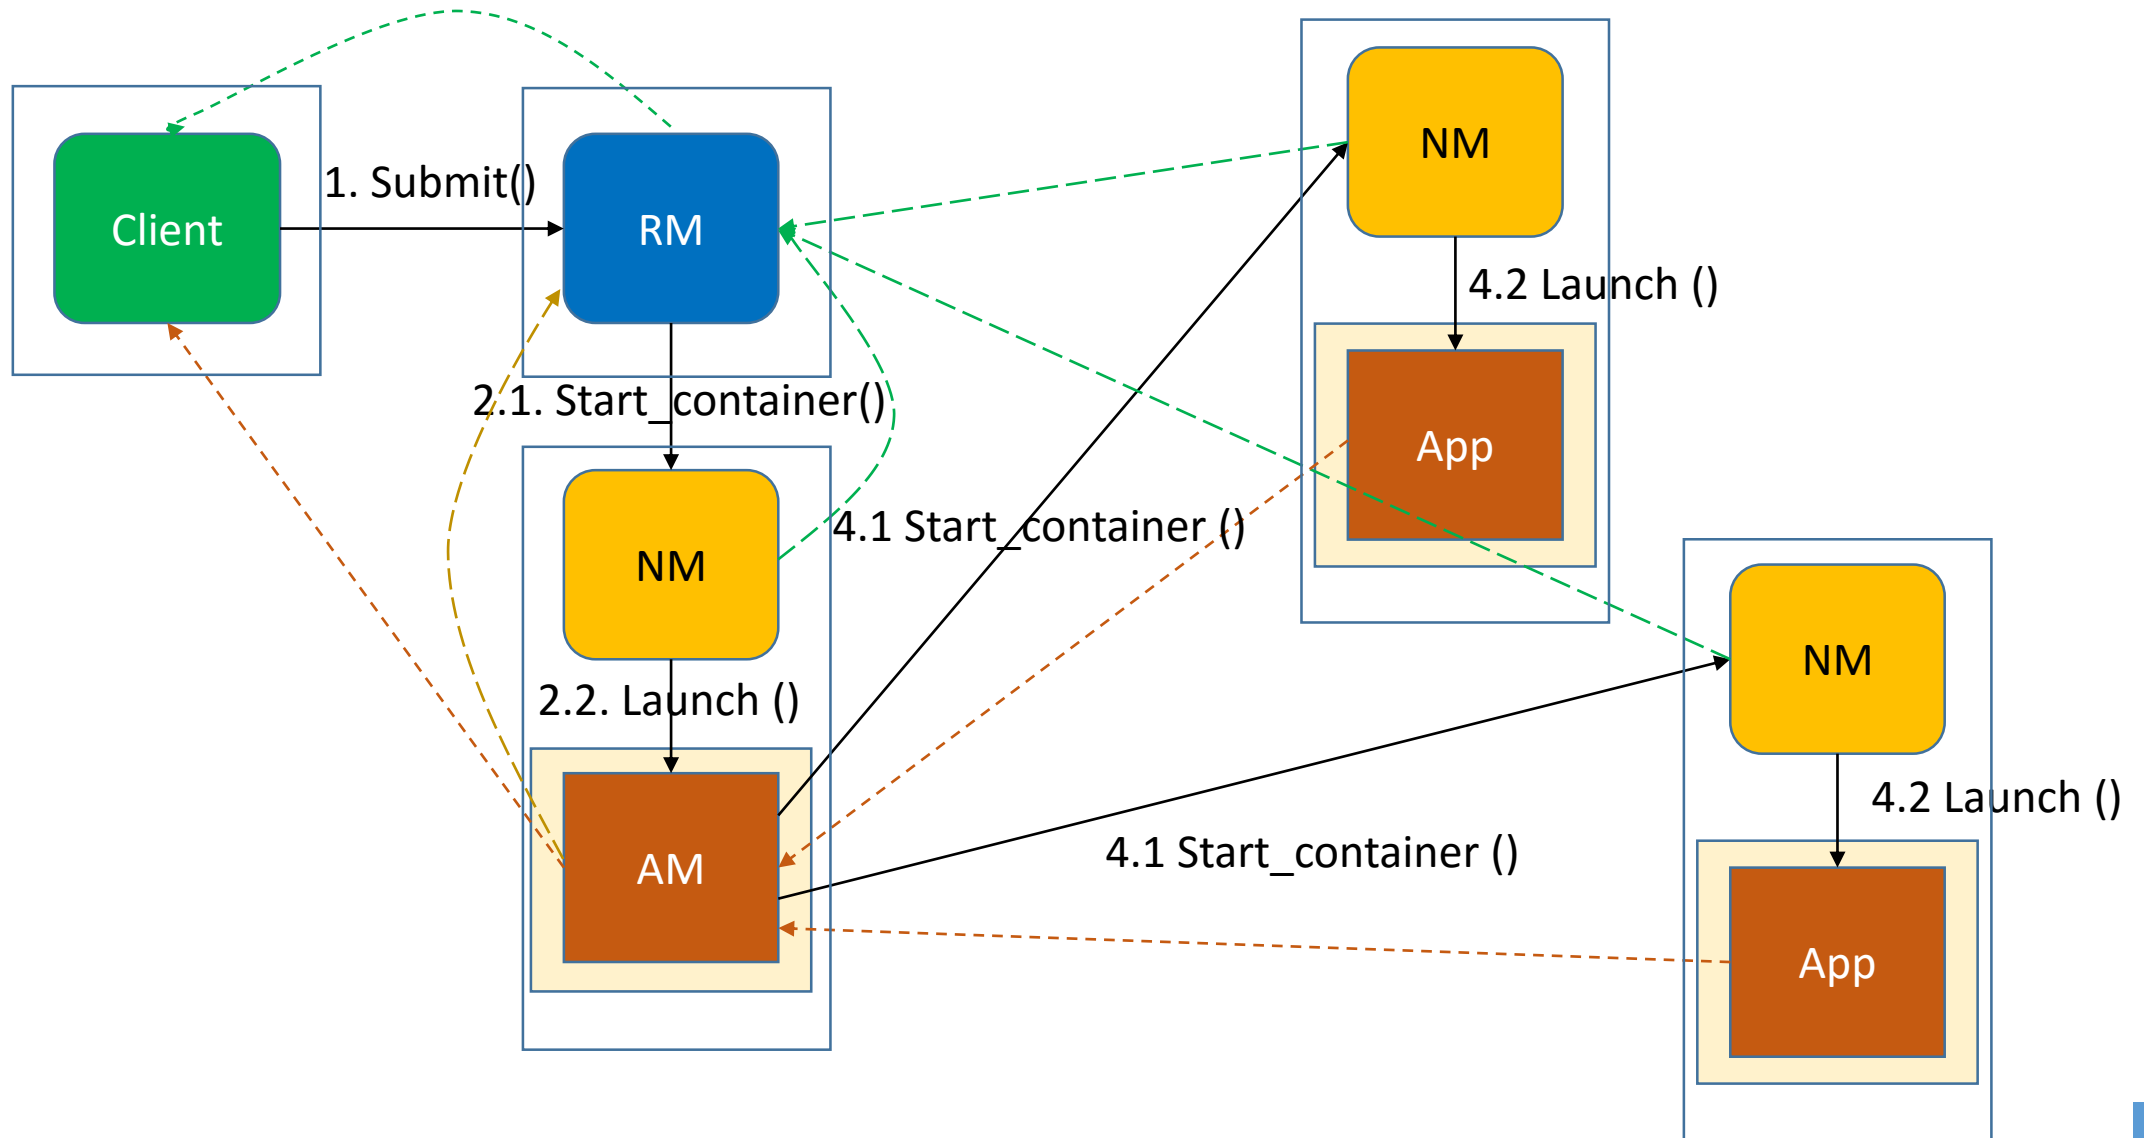 NM
1. Submit()
Client
RM
4.2 Launch ()
2.1. Start_container()
App
4.1 Start_container ()
NM
NM
2.2. Launch ()
4.2 Launch ()
4.1 Start_container ()
AM
App